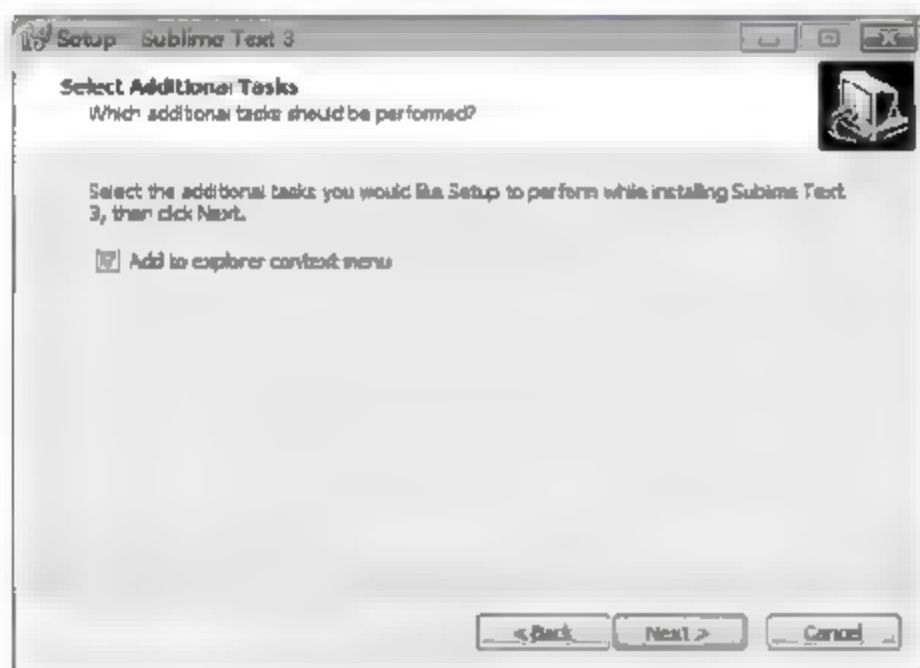 Setup Sublime Text 3
Select Additional Tasks
Which additional tasks should be performed?
Select the additional tasks you would like Setup to perform while installing Sublime Text
3, then click Next.
Add to explorer context menu
< Back Next > Cancel